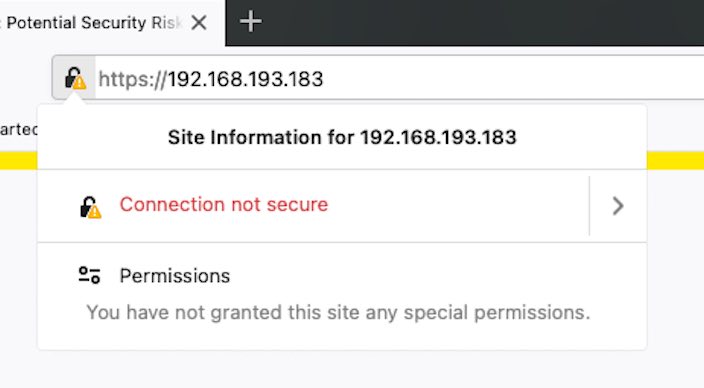 : Potential Security Risk
https://192.168.193.183
arted
Site Information for 192.168.193.183
Connection not secure
Permissions
You have not granted this site any special permissions.